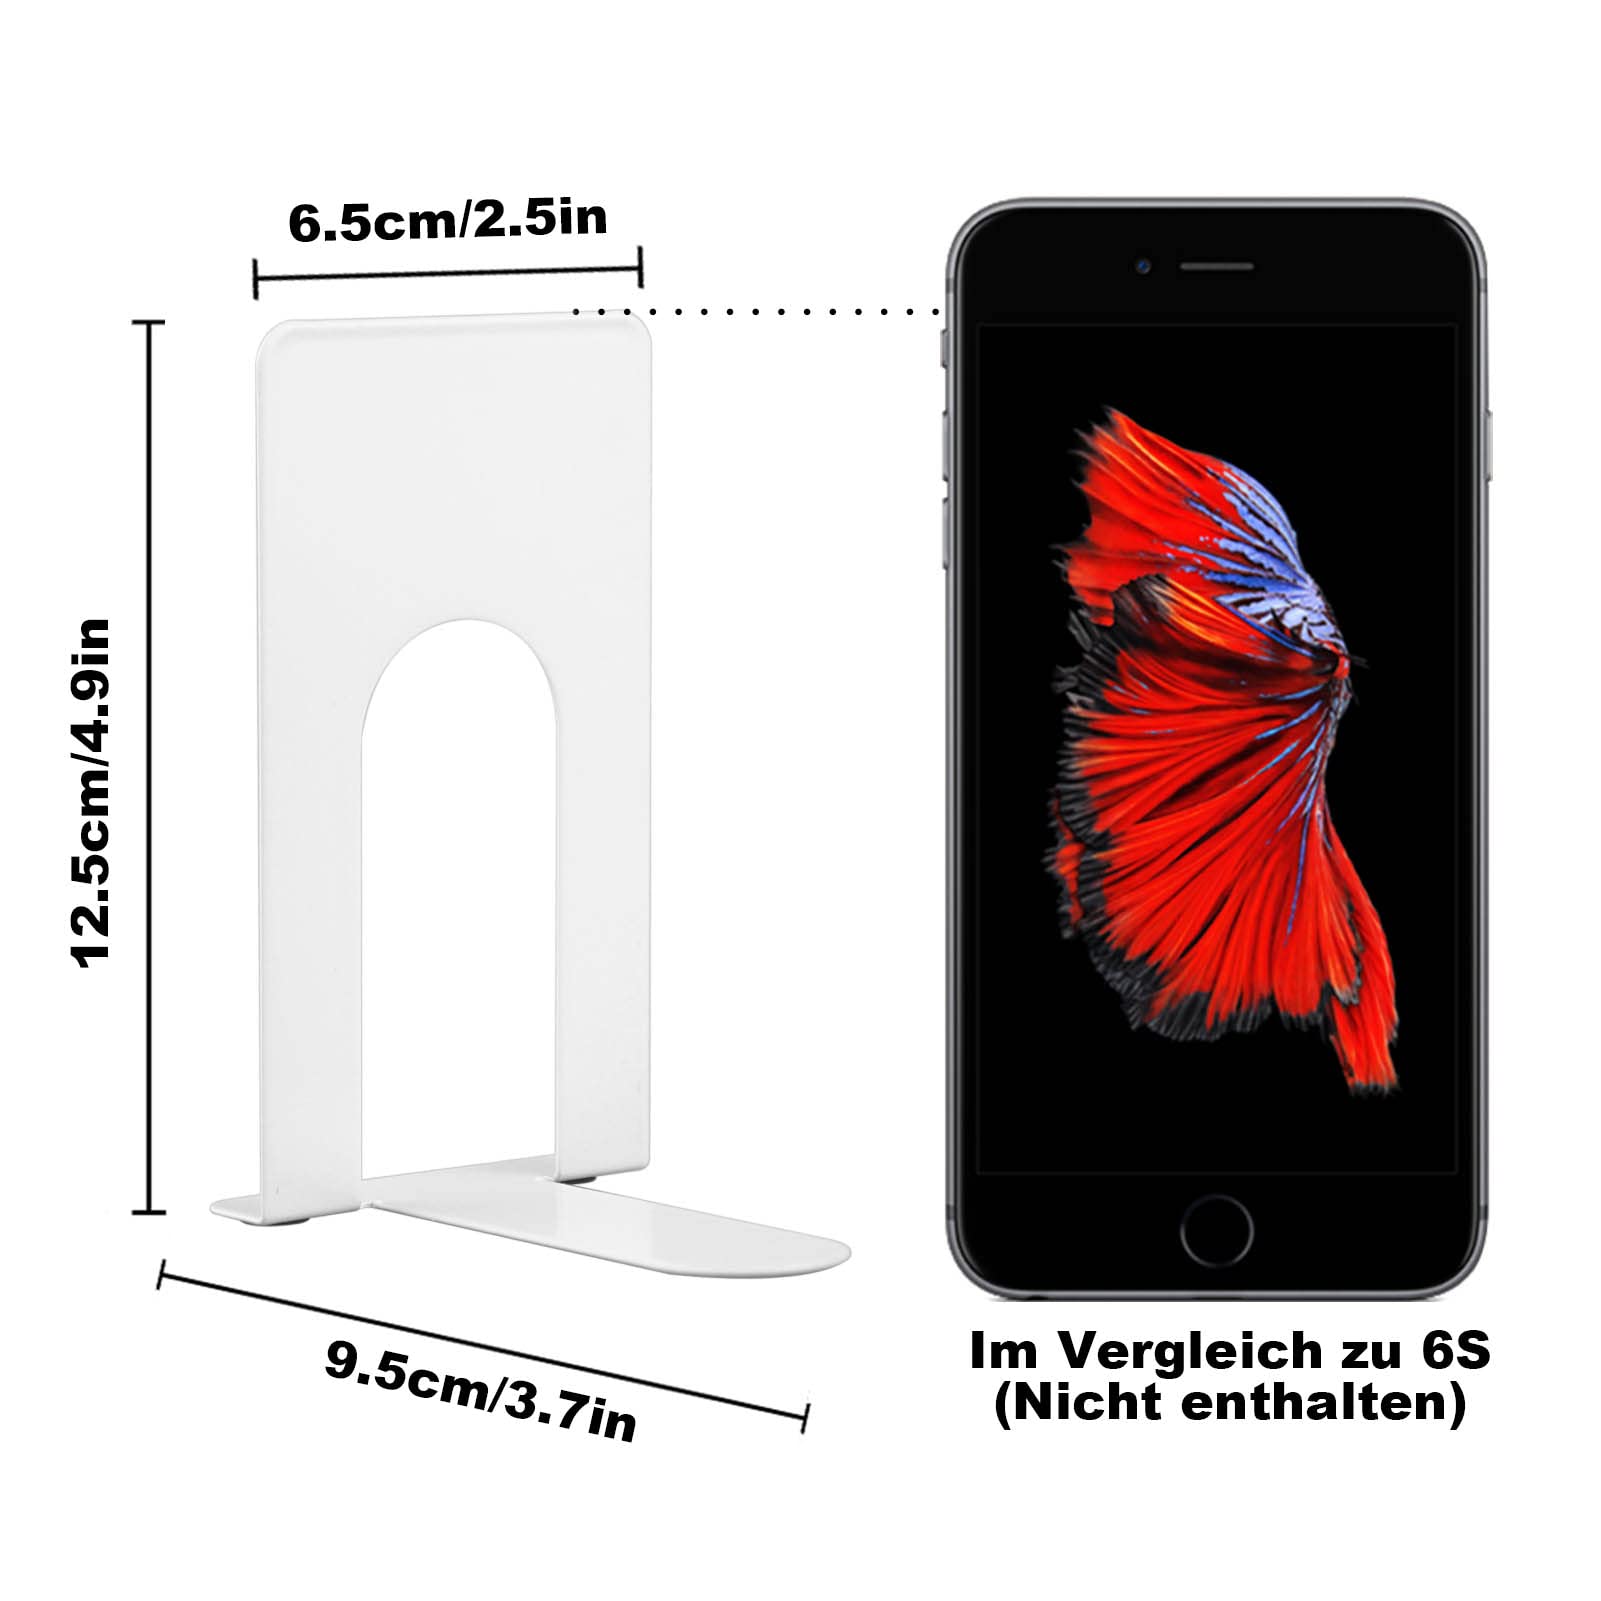 6.5cm/2.5in
12.5cm/4.9in
9.5cm/3.7in
Im Vergleich zu 6S
(Nicht enthalten)